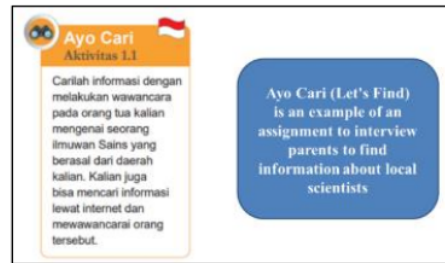 Ayo Cari
Aktivitas 1.1
Carilah informasi dengan
melakukan wawancara
pada orang tua kalian
mengenai seorang
ilmuwan Sains yang
berasal dari daerah
kalian. Kalian juga
bisa mencari informasi
lewat internet dan
mewawancarai orang
tersebut.
Ayo Cari (Let's Find)
is an example of an
assignment to interview
parents to find
information about local
scientists